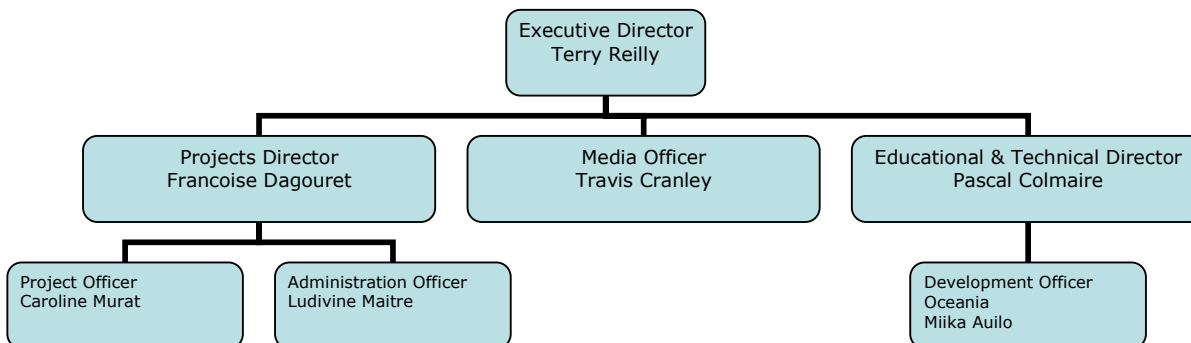 Executive Director
Terry Reilly
Projects Director
Francoise Dagouret
Media Officer
Travis Cranley
Educational & Technical Director
Pascal Colmaire
Project Officer
Caroline Murat
Administration Officer
Ludivine Maitre
Development Officer
Oceania
Miika Auilo